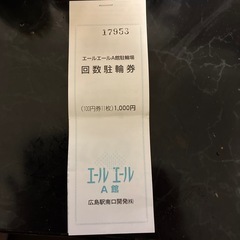 17953
エールエールA館駐輪場
回数駐輪券
(100円券11枚)1,000円
エール エール
A館
広島駅南口開発㈱